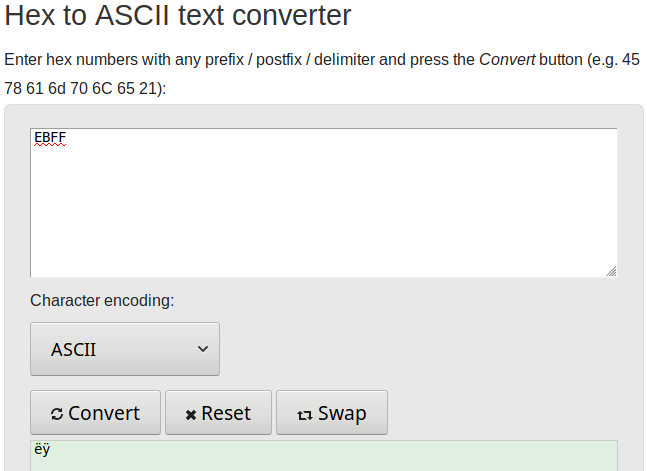 Hex to ASCII text converter
Enter hex numbers with any prefix / postfix / delimiter and press the Convert button (e.g. 45
78 61 6d 70 6C 65 21):
EBFF
Character encoding:
ASCII
Convert Reset Swap
ëÿ